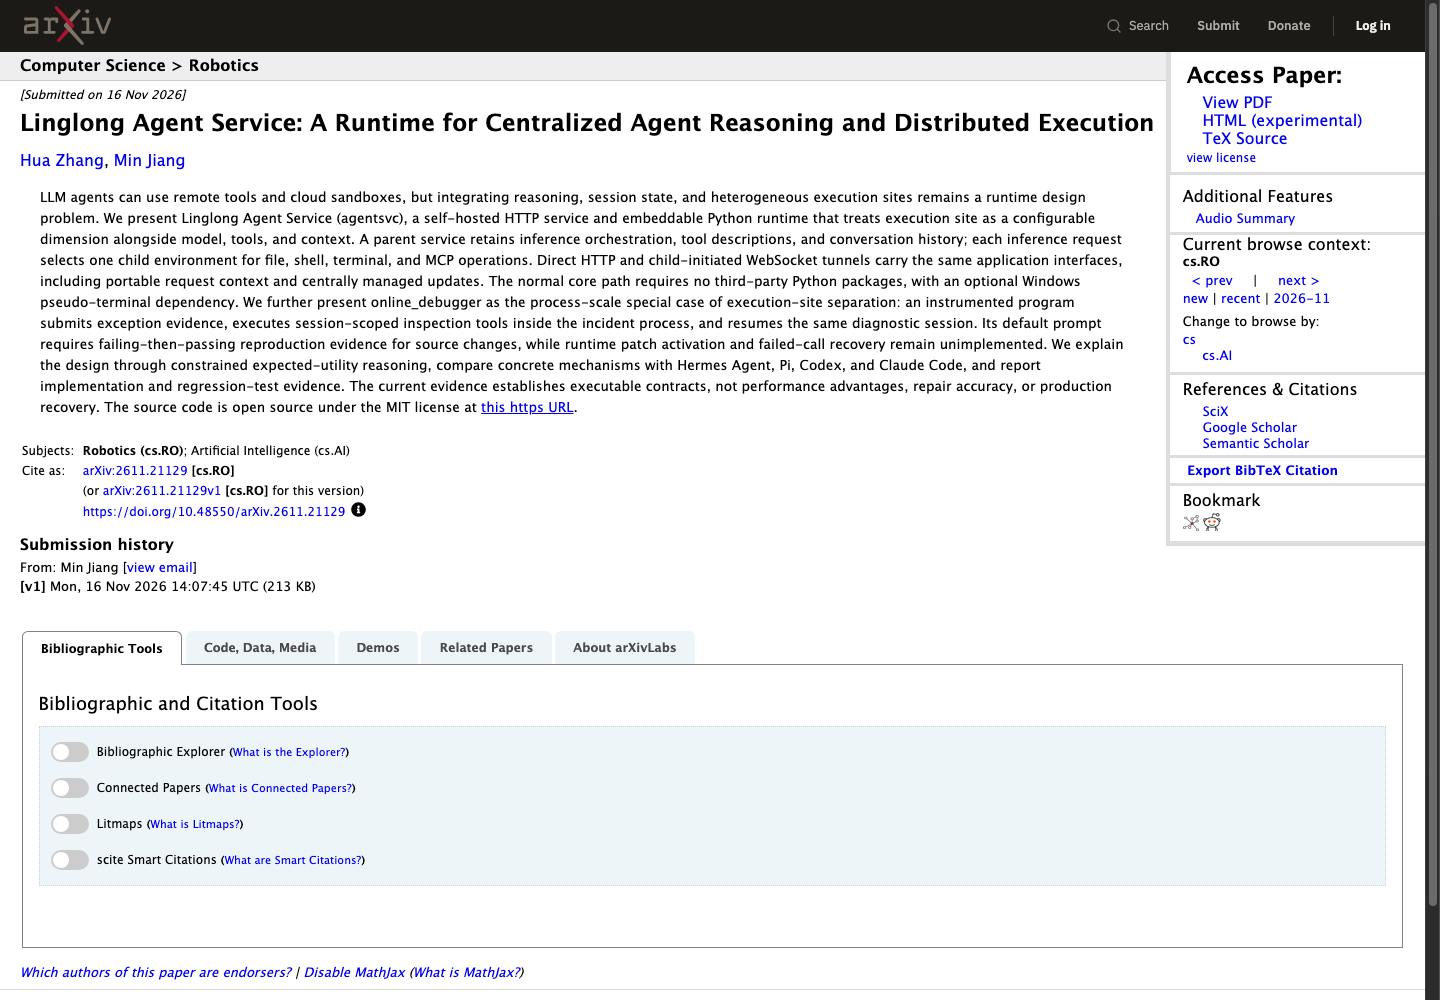 arXiv
Search
Submit
Donate
Log in
Computer Science > Robotics
[Submitted on 16 Nov 2026]
Linglong Agent Service: A Runtime for Centralized Agent Reasoning and Distributed Execution
Hua Zhang, Min Jiang
LLM agents can use remote tools and cloud sandboxes, but integrating reasoning, session state, and heterogeneous execution sites remains a runtime design
problem. We present Linglong Agent Service (agentsvc), a self-hosted HTTP service and embeddable Python runtime that treats execution site as a configurable
dimension alongside model, tools, and context. A parent service retains inference orchestration, tool descriptions, and conversation history; each inference request
selects one child environment for file, shell, terminal, and MCP operations. Direct HTTP and child-initiated WebSocket tunnels carry the same application interfaces,
including portable request context and centrally managed updates. The normal core path requires no third-party Python packages, with an optional Windows
pseudo-terminal dependency. We further present online_debugger as the process-scale special case of execution-site separation: an instrumented program
submits exception evidence, executes session-scoped inspection tools inside the incident process, and resumes the same diagnostic session. Its default prompt
requires failing-then-passing reproduction evidence for source changes, while runtime patch activation and failed-call recovery remain unimplemented. We explain
the design through constrained expected-utility reasoning, compare concrete mechanisms with Hermes Agent, Pi, Codex, and Claude Code, and report
implementation and regression-test evidence. The current evidence establishes executable contracts, not performance advantages, repair accuracy, or production
recovery. The source code is open source under the MIT license at this https URL.
Subjects: Robotics (cs.RO); Artificial Intelligence (cs.AI)
Cite as: arXiv:2611.21129 [cs.RO]
(or arXiv:2611.21129v1 [cs.RO] for this version)
https://doi.org/10.48550/arXiv.2611.21129
Submission history
From: Min Jiang [view email]
[v1] Mon, 16 Nov 2026 14:07:45 UTC (213 KB)
Access Paper:
View PDF
HTML (experimental)
TeX Source
view license
Additional Features
Audio Summary
Current browse context:
cs.RO
< prev | next >
new | recent | 2026-11
Change to browse by:
cs
cs.AI
References & Citations
SciX
Google Scholar
Semantic Scholar
Export BibTeX Citation
Bookmark
Bibliographic Tools
Code, Data, Media
Demos
Related Papers
About arXivLabs
Bibliographic and Citation Tools
Bibliographic Explorer (What is the Explorer?)
Connected Papers (What is Connected Papers?)
Litmaps (What is Litmaps?)
scite Smart Citations (What are Smart Citations?)
Which authors of this paper are endorsers? | Disable MathJax (What is MathJax?)